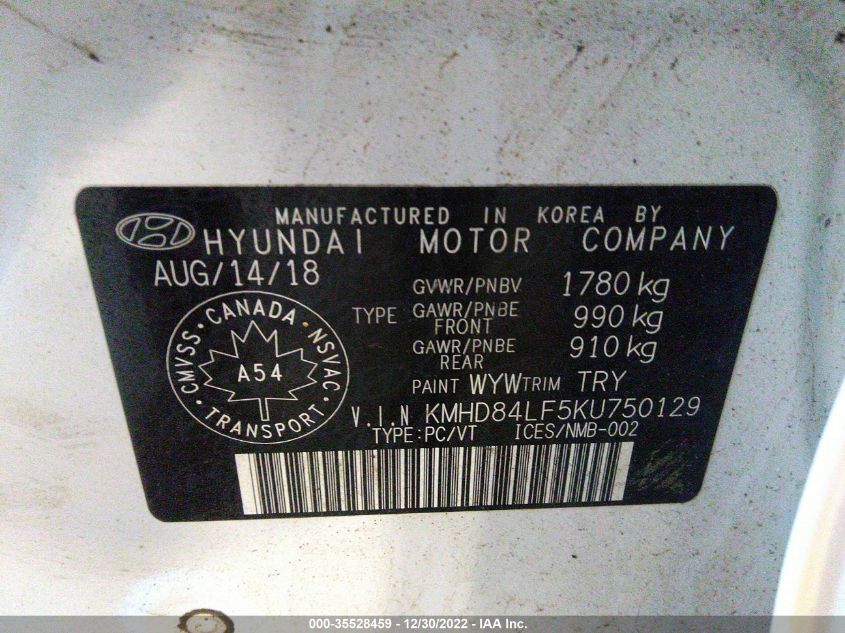 MANUFACTURED IN KOREA BY
HYUNDAI MOTOR COMPANY
AUG/14/18
GVWR/PNBV 1780 kg
TYPE GAWR/PNBE FRONT 990 kg
GAWR/PNBE REAR 910 kg
PAINT WYW TRIM TRY
CMVSS · CANADA · NSVAC · TRANSPORT ·
A54
V.I.N KMHD84LF5KU750129
TYPE:PC/VT ICES/NMB-002
000-35528459 - 12/30/2022 - IAA Inc.